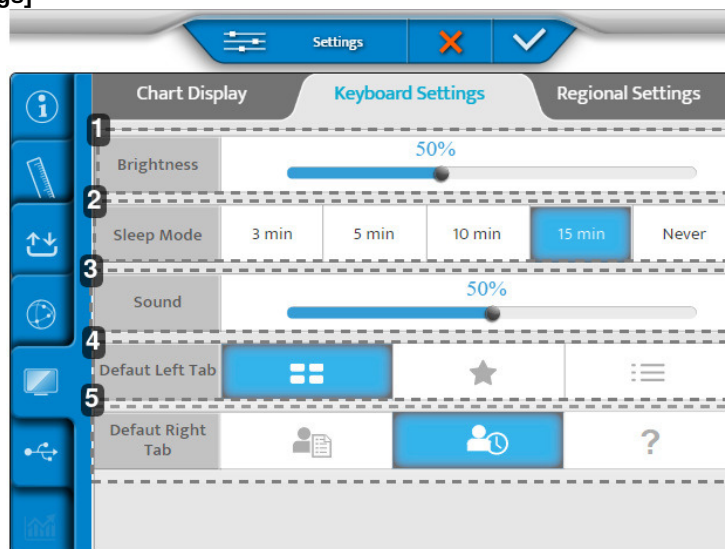 gs]
Settings
Chart Display Keyboard Settings Regional Settings
1
50%
Brightness
2
Sleep Mode 3 min 5 min 10 min 15 min Never
3
50%
Sound
4
Defaut Left Tab
5
Defaut Right
Tab ?